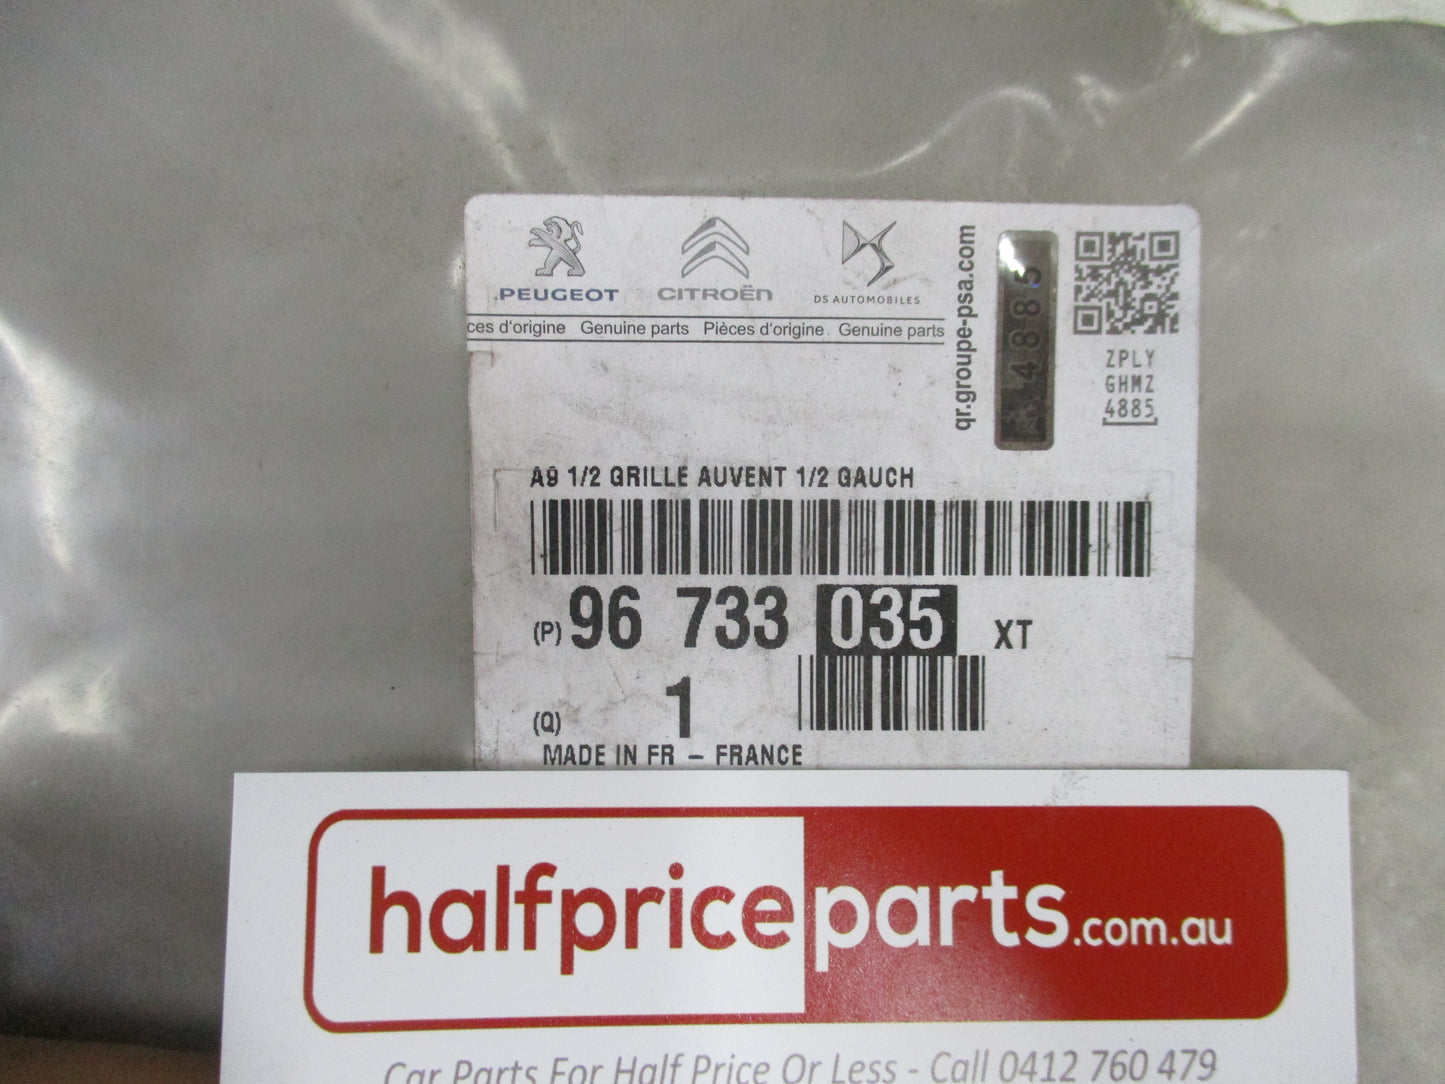 PEUGEOT CITROËN DS AUTOMOBILES
ces d'origine Genuine parts Pièces d'origine. Genuine parts
qr.groupe-psa.com
4885
ZPLY
GHMZ
4885
A9 1/2 GRILLE AUVENT 1/2 GAUCH
(P) 96 733 035 XT
(Q) 1
MADE IN FR - FRANCE
halfpriceparts.com.au
Car Parts For Half Price Or Less - Call 0412 760 479